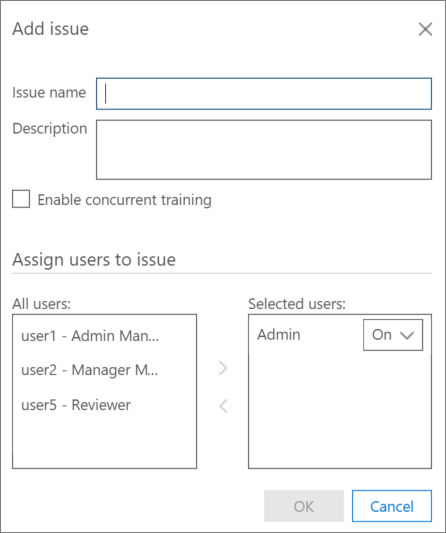 Add issue
Issue name
Description
Enable concurrent training
Assign users to issue
All users:
Selected users:
user1 - Admin Man...
Admin
On
user2 - Manager M...
user5 - Reviewer
OK
Cancel